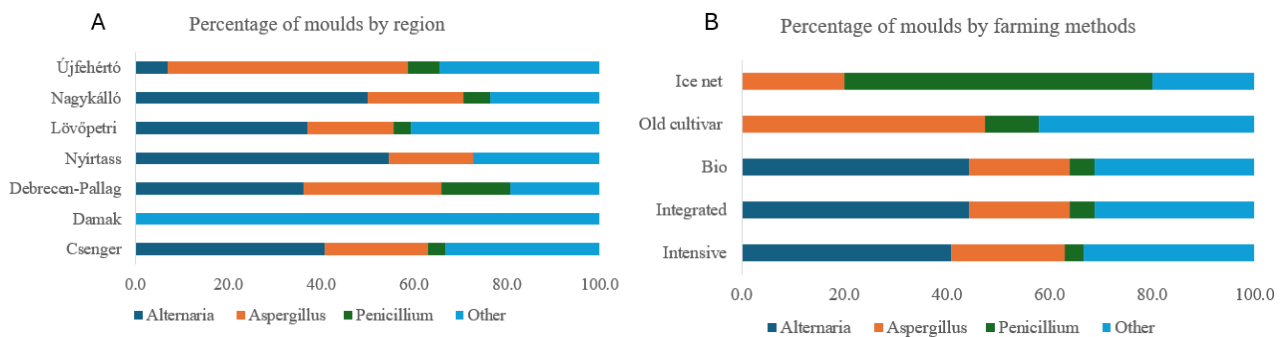 A
Percentage of moulds by region
Újfehértó
Nagykálló
Lövőpetri
Nyírtass
Debrecen-Pallag
Damak
Csenger
0.0 20.0 40.0 60.0 80.0 100.0
Alternaria Aspergillus Penicillium Other
B
Percentage of moulds by farming methods
Ice net
Old cultivar
Bio
Integrated
Intensive
0.0 20.0 40.0 60.0 80.0 100.0
Alternaria Aspergillus Penicillium Other